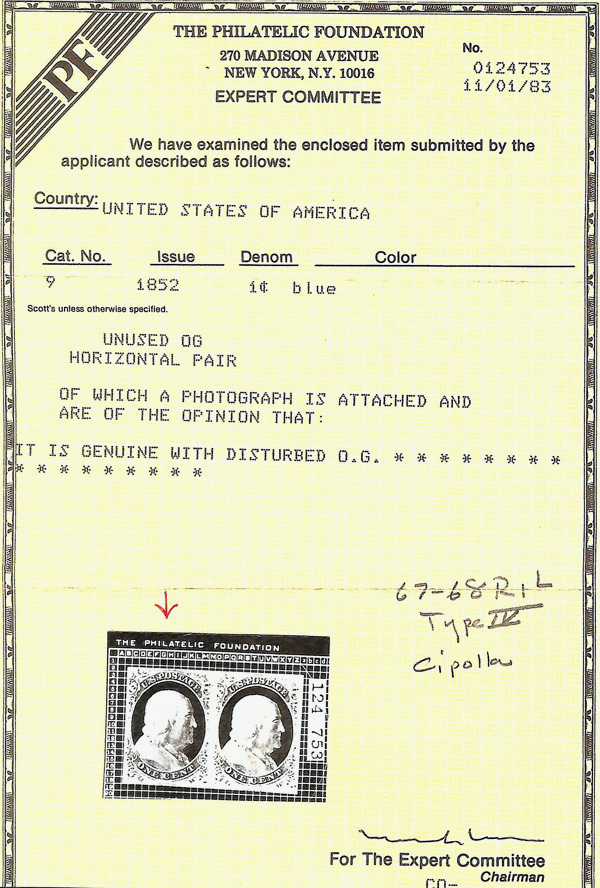 PF
THE PHILATELIC FOUNDATION
270 MADISON AVENUE
NEW YORK, N.Y. 10016
EXPERT COMMITTEE
No.
0124753
11/01/83
We have examined the enclosed item submitted by the
applicant described as follows:
Country: UNITED STATES OF AMERICA
Cat. No. Issue Denom Color
9 1852 1¢ blue
Scott's unless otherwise specified.
UNUSED OG
HORIZONTAL PAIR
OF WHICH A PHOTOGRAPH IS ATTACHED AND
ARE OF THE OPINION THAT:
IT IS GENUINE WITH DISTURBED O.G. * * * * * * * *
* * * * * * * * *
67-68R1L
Type IV
Cipolla
THE PHILATELIC FOUNDATION
ABCDEFGHIJKLMNOPQRSTUVWXYZ
124 753
U.S. POSTAGE U.S. POSTAGE
ONE CENT ONE CENT
For The Expert Committee
CO- Chairman